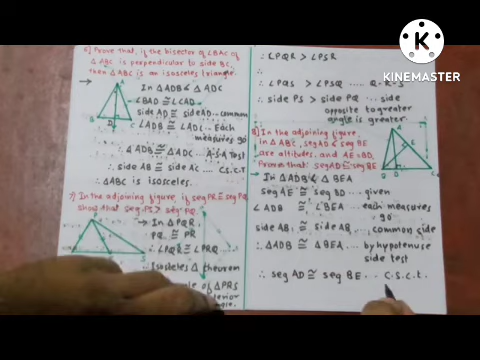 6) Prove that, if the bisector of ∠BAC of
△ABC is perpendicular to side BC,
then △ABC is an isosceles triangle.
→ In △ADB & △ADC
∠BAD ≅ ∠CAD
side AD ≅ side AD... common
∠ADB ≅ ∠ADC... Each
measures 90°
∴ △ADB ≅ △ADC... A-S-A Test
∴ side AB ≅ side AC... C.S.C.T
∴ △ABC is isosceles.
A
B
D
7) In the adjoining figure, if seg PR ≅ seg PQ
show that seg PS > seg PQ.
→ In △PQR
PQ ≅ PR
∴ ∠PQR ≅ ∠PRQ
Isosceles △ theorem
of △PRS
P
∴ ∠PQR > ∠PSR
∴
∴ ∠PQS > ∠PSQ ..... Q-R-S
∴ side PS > side PQ ... side
opposite to greater
angle is greater.
8) In the adjoining figure,
in △ABC, seg AD & seg BE
are altitudes, and AE=BD,
Prove that seg AD ≅ seg BE
→ In △ADB & △BEA
seg AE ≅ seg BD.... given
∠ADB ≅ ∠BEA... each measures
90°
side AB ≅ side AB... common side
∴ △ADB ≅ △BEA... by hypotenuse
side test
∴ seg AD ≅ seg BE... C.S.C.t.
A
E
B
D
C
K
KINEMASTER